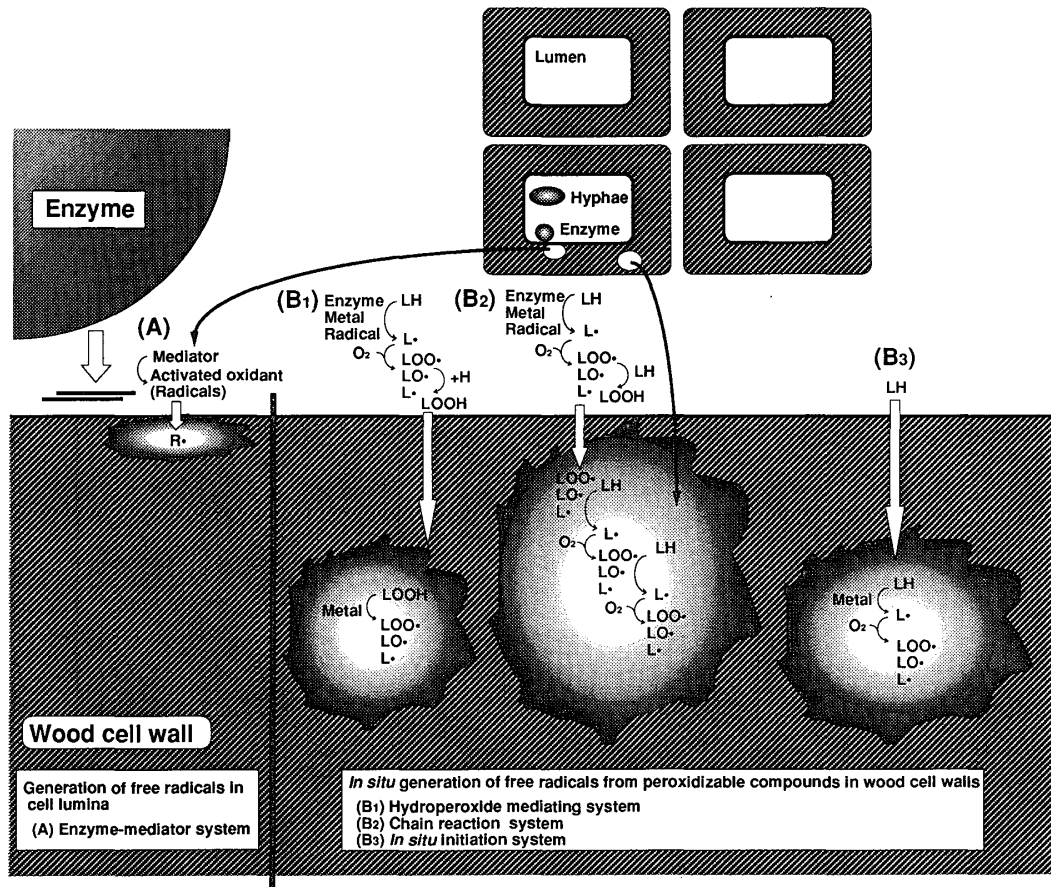 Lumen
Hyphae
Enzyme
Enzyme
(A)
Mediator
Activated oxidant
(Radicals)
R•
(B1)
Enzyme LH
Metal
Radical
L•
O2
LOO•
LO• +H
L•
LOOH
LOOH
Metal
LOO•
LO•
L•
(B2)
Enzyme LH
Metal
Radical L•
O2
LOO•
LO• LH
L• LOOH
LOO•
LO• LH
L•
L•
O2
LOO• LH
LO•
L• L•
O2 LOO•
LO•
L•
(B3)
LH
LH
Metal
L•
O2
LOO•
LO•
L•
Wood cell wall
Generation of free radicals in
cell lumina
(A) Enzyme-mediator system
In situ generation of free radicals from peroxidizable compounds in wood cell walls
(B1) Hydroperoxide mediating system
(B2) Chain reaction system
(B3) In situ initiation system